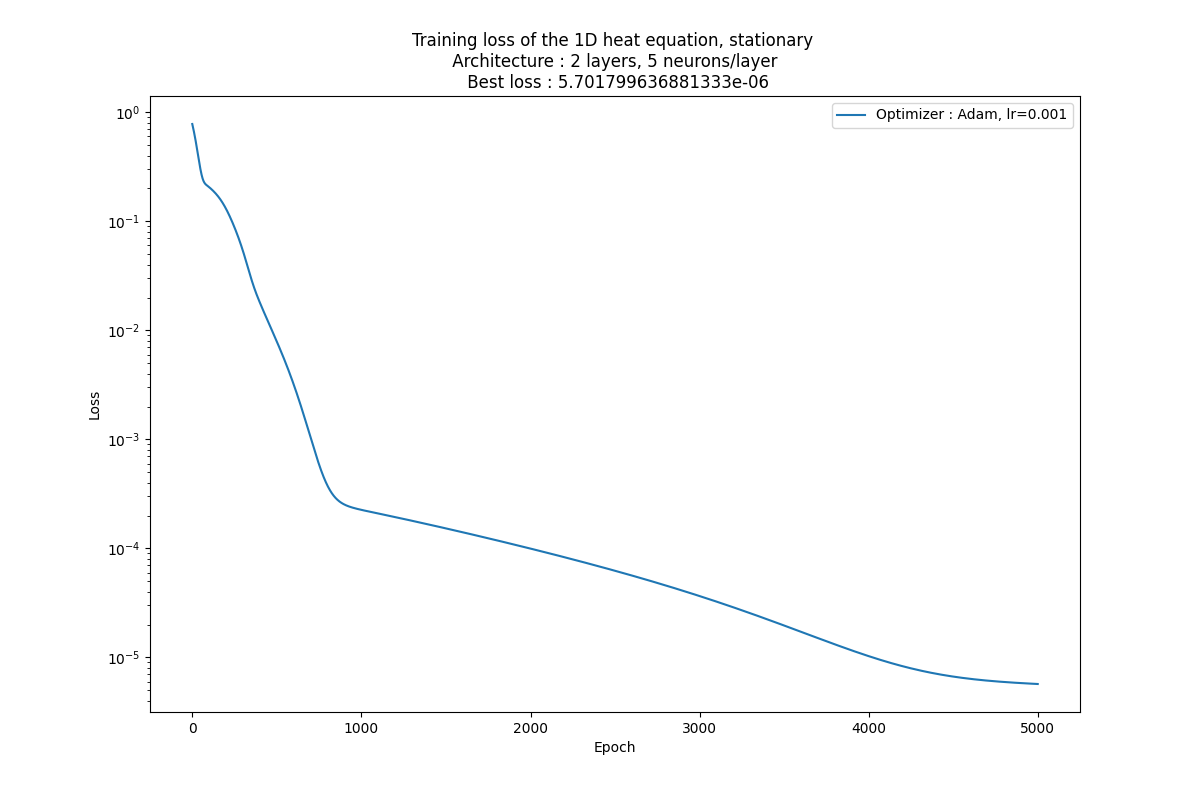 Training loss of the 1D heat equation, stationary
Architecture : 2 layers, 5 neurons/layer
Best loss : 5.701799636881333e-06
Optimizer : Adam, lr=0.001
10⁰
10⁻¹
10⁻²
10⁻³
10⁻⁴
10⁻⁵
Loss
0 1000 2000 3000 4000 5000
Epoch